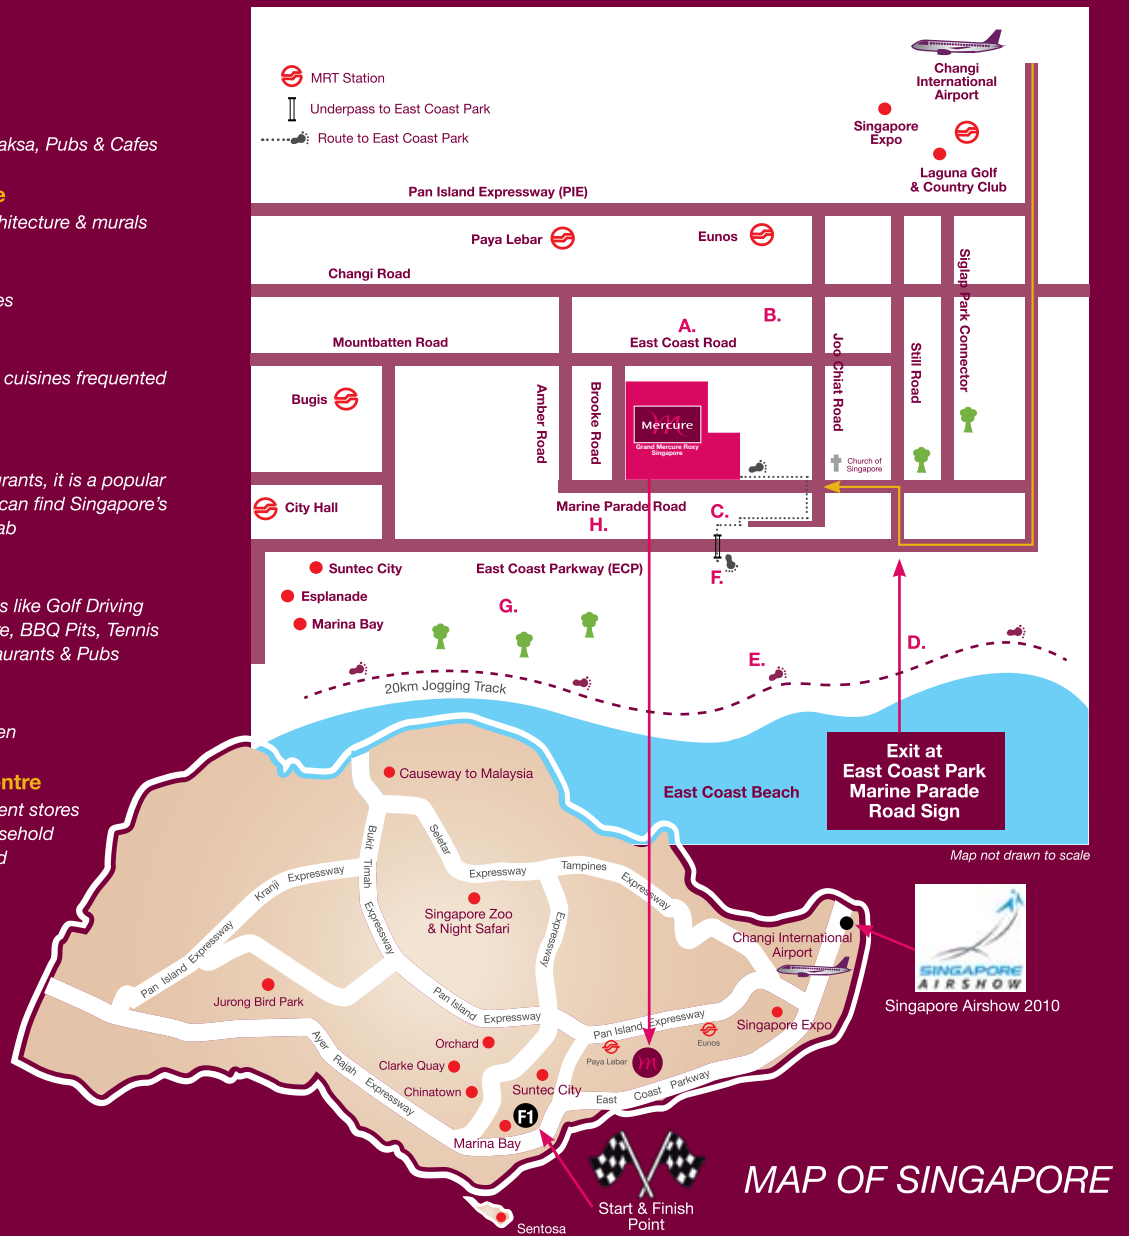 aksa, Pubs & Cafes
e
hitecture & murals
es
cuisines frequented
urants, it is a popular
can find Singapore's
ab
s like Golf Driving
re, BBQ Pits, Tennis
aurants & Pubs
en
ntre
ent stores
sehold
d
MRT Station
Underpass to East Coast Park
Route to East Coast Park
Changi
International
Airport
Singapore
Expo
Laguna Golf
& Country Club
Pan Island Expressway (PIE)
Paya Lebar
Eunos
Siglap Park Connector
Changi Road
A.
B.
Mountbatten Road
East Coast Road
Joo Chiat Road
Still Road
Bugis
Amber Road
Brooke Road
Mercure
Grand Mercure Roxy
Singapore
Church of
Singapore
City Hall
Marine Parade Road
C.
H.
Suntec City
East Coast Parkway (ECP)
F.
Esplanade
G.
Marina Bay
D.
E.
20km Jogging Track
Exit at
East Coast Park
Marine Parade
Road Sign
East Coast Beach
Map not drawn to scale
Causeway to Malaysia
Bukit Timah Expressway
Seletar Expressway
Tampines Expressway
Kranji Expressway
Singapore Zoo
& Night Safari
Expressway
Pan Island Expressway
Changi International
Airport
SINGAPORE
AIRSHOW
Singapore Airshow 2010
Jurong Bird Park
Pan Island Expressway
Pan Island Expressway
Singapore Expo
Ayer Rajah Expressway
Orchard
Paya Lebar
Eunos
m
Clarke Quay
Chinatown
Suntec City
East Coast Parkway
F1
Marina Bay
MAP OF SINGAPORE
Start & Finish
Point
Sentosa